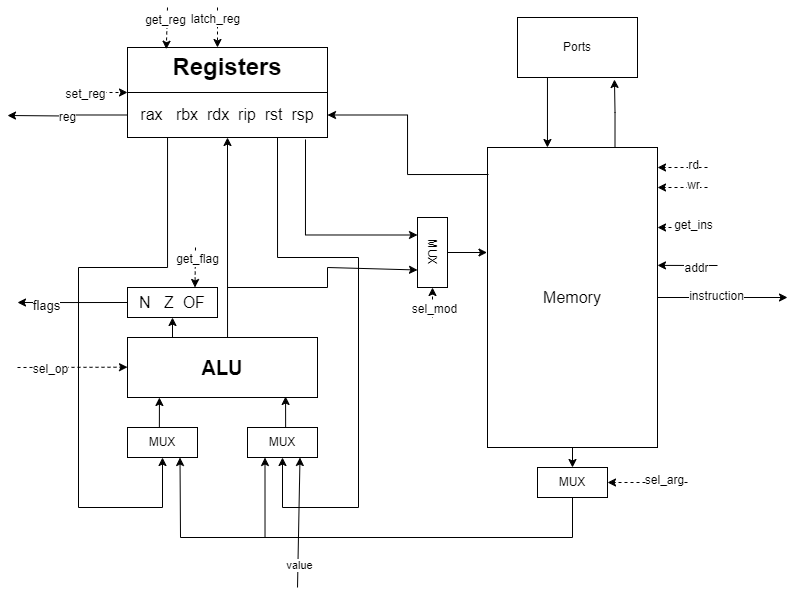 get_reg latch_reg
Ports
Registers
set_reg
reg
rax rbx rdx rip rst rsp
rd
wr
get_ins
get_flag
MUX
addr
flags
N Z OF
Memory
instruction
sel_mod
sel_op
ALU
MUX
MUX
MUX
sel_arg
value